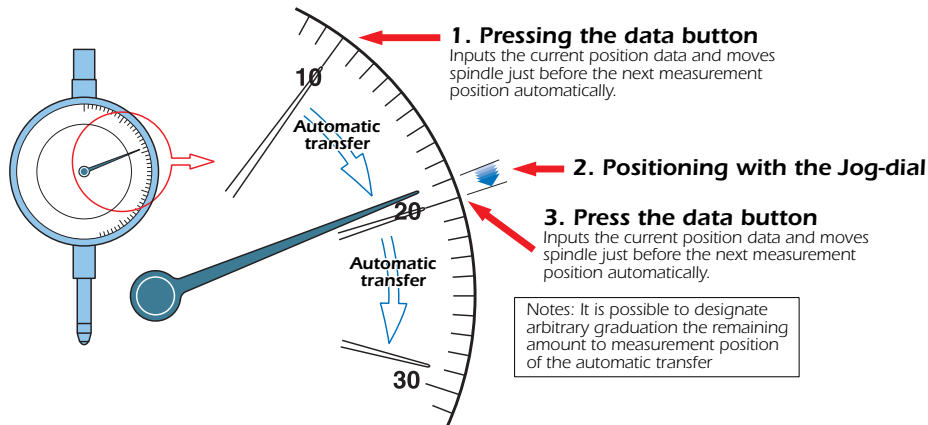 1. Pressing the data button
Inputs the current position data and moves
spindle just before the next measurement
position automatically.
10
Automatic
transfer
2. Positioning with the Jog-dial
20
3. Press the data button
Inputs the current position data and moves
spindle just before the next measurement
position automatically.
Automatic
transfer
Notes: It is possible to designate
arbitrary graduation the remaining
amount to measurement position
of the automatic transfer
30